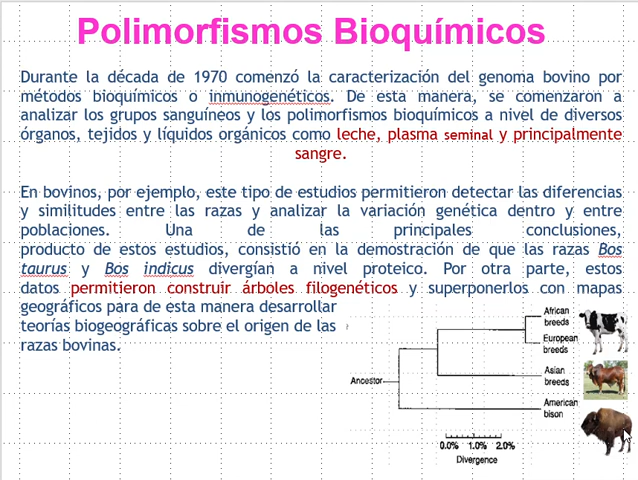 Polimorfismos Bioquímicos
Durante la década de 1970 comenzó la caracterización del genoma bovino por
métodos bioquímicos o inmunogenéticos. De esta manera, se comenzaron a
analizar los grupos sanguíneos y los polimorfismos bioquímicos a nivel de diversos
órganos, tejidos y líquidos orgánicos como leche, plasma seminal y principalmente
sangre.
En bovinos, por ejemplo, este tipo de estudios permitieron detectar las diferencias
y similitudes entre las razas y analizar la variación genética dentro y entre
poblaciones. Una de las principales conclusiones,
producto de estos estudios, consistió en la demostración de que las razas Bos
taurus y Bos indicus divergían a nivel proteico. Por otra parte, estos
datos permitieron construir árboles filogenéticos y superponerlos con mapas
geográficos para de esta manera desarrollar
teorías biogeográficas sobre el origen de las
razas bovinas.
African
breeds
European
breeds
Asian
breeds
Ancestor
American
bison
0.0% 1.0% 2.0%
Divergence